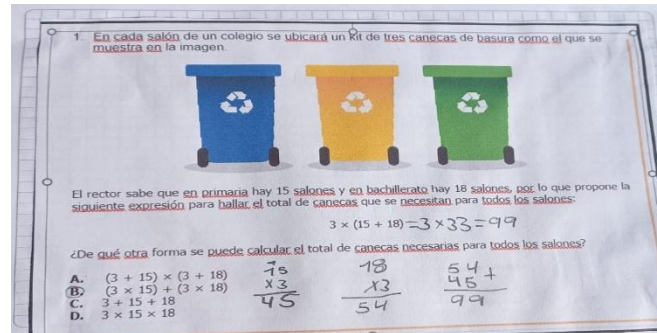 1. En cada salón de un colegio se ubicará un kit de tres canecas de basura como el que se
muestra en la imagen.
El rector sabe que en primaria hay 15 salones y en bachillerato hay 18 salones, por lo que propone la
siguiente expresión para hallar el total de canecas que se necesitan para todos los salones:
3 × (15 + 18) = 3 × 33 = 99
¿De qué otra forma se puede calcular el total de canecas necesarias para todos los salones?
A. (3 + 15) × (3 + 18)
B. (3 × 15) + (3 × 18)
C. 3 + 15 + 18
D. 3 × 15 × 18
15
×3
45
18
×3
54
54 +
45
99